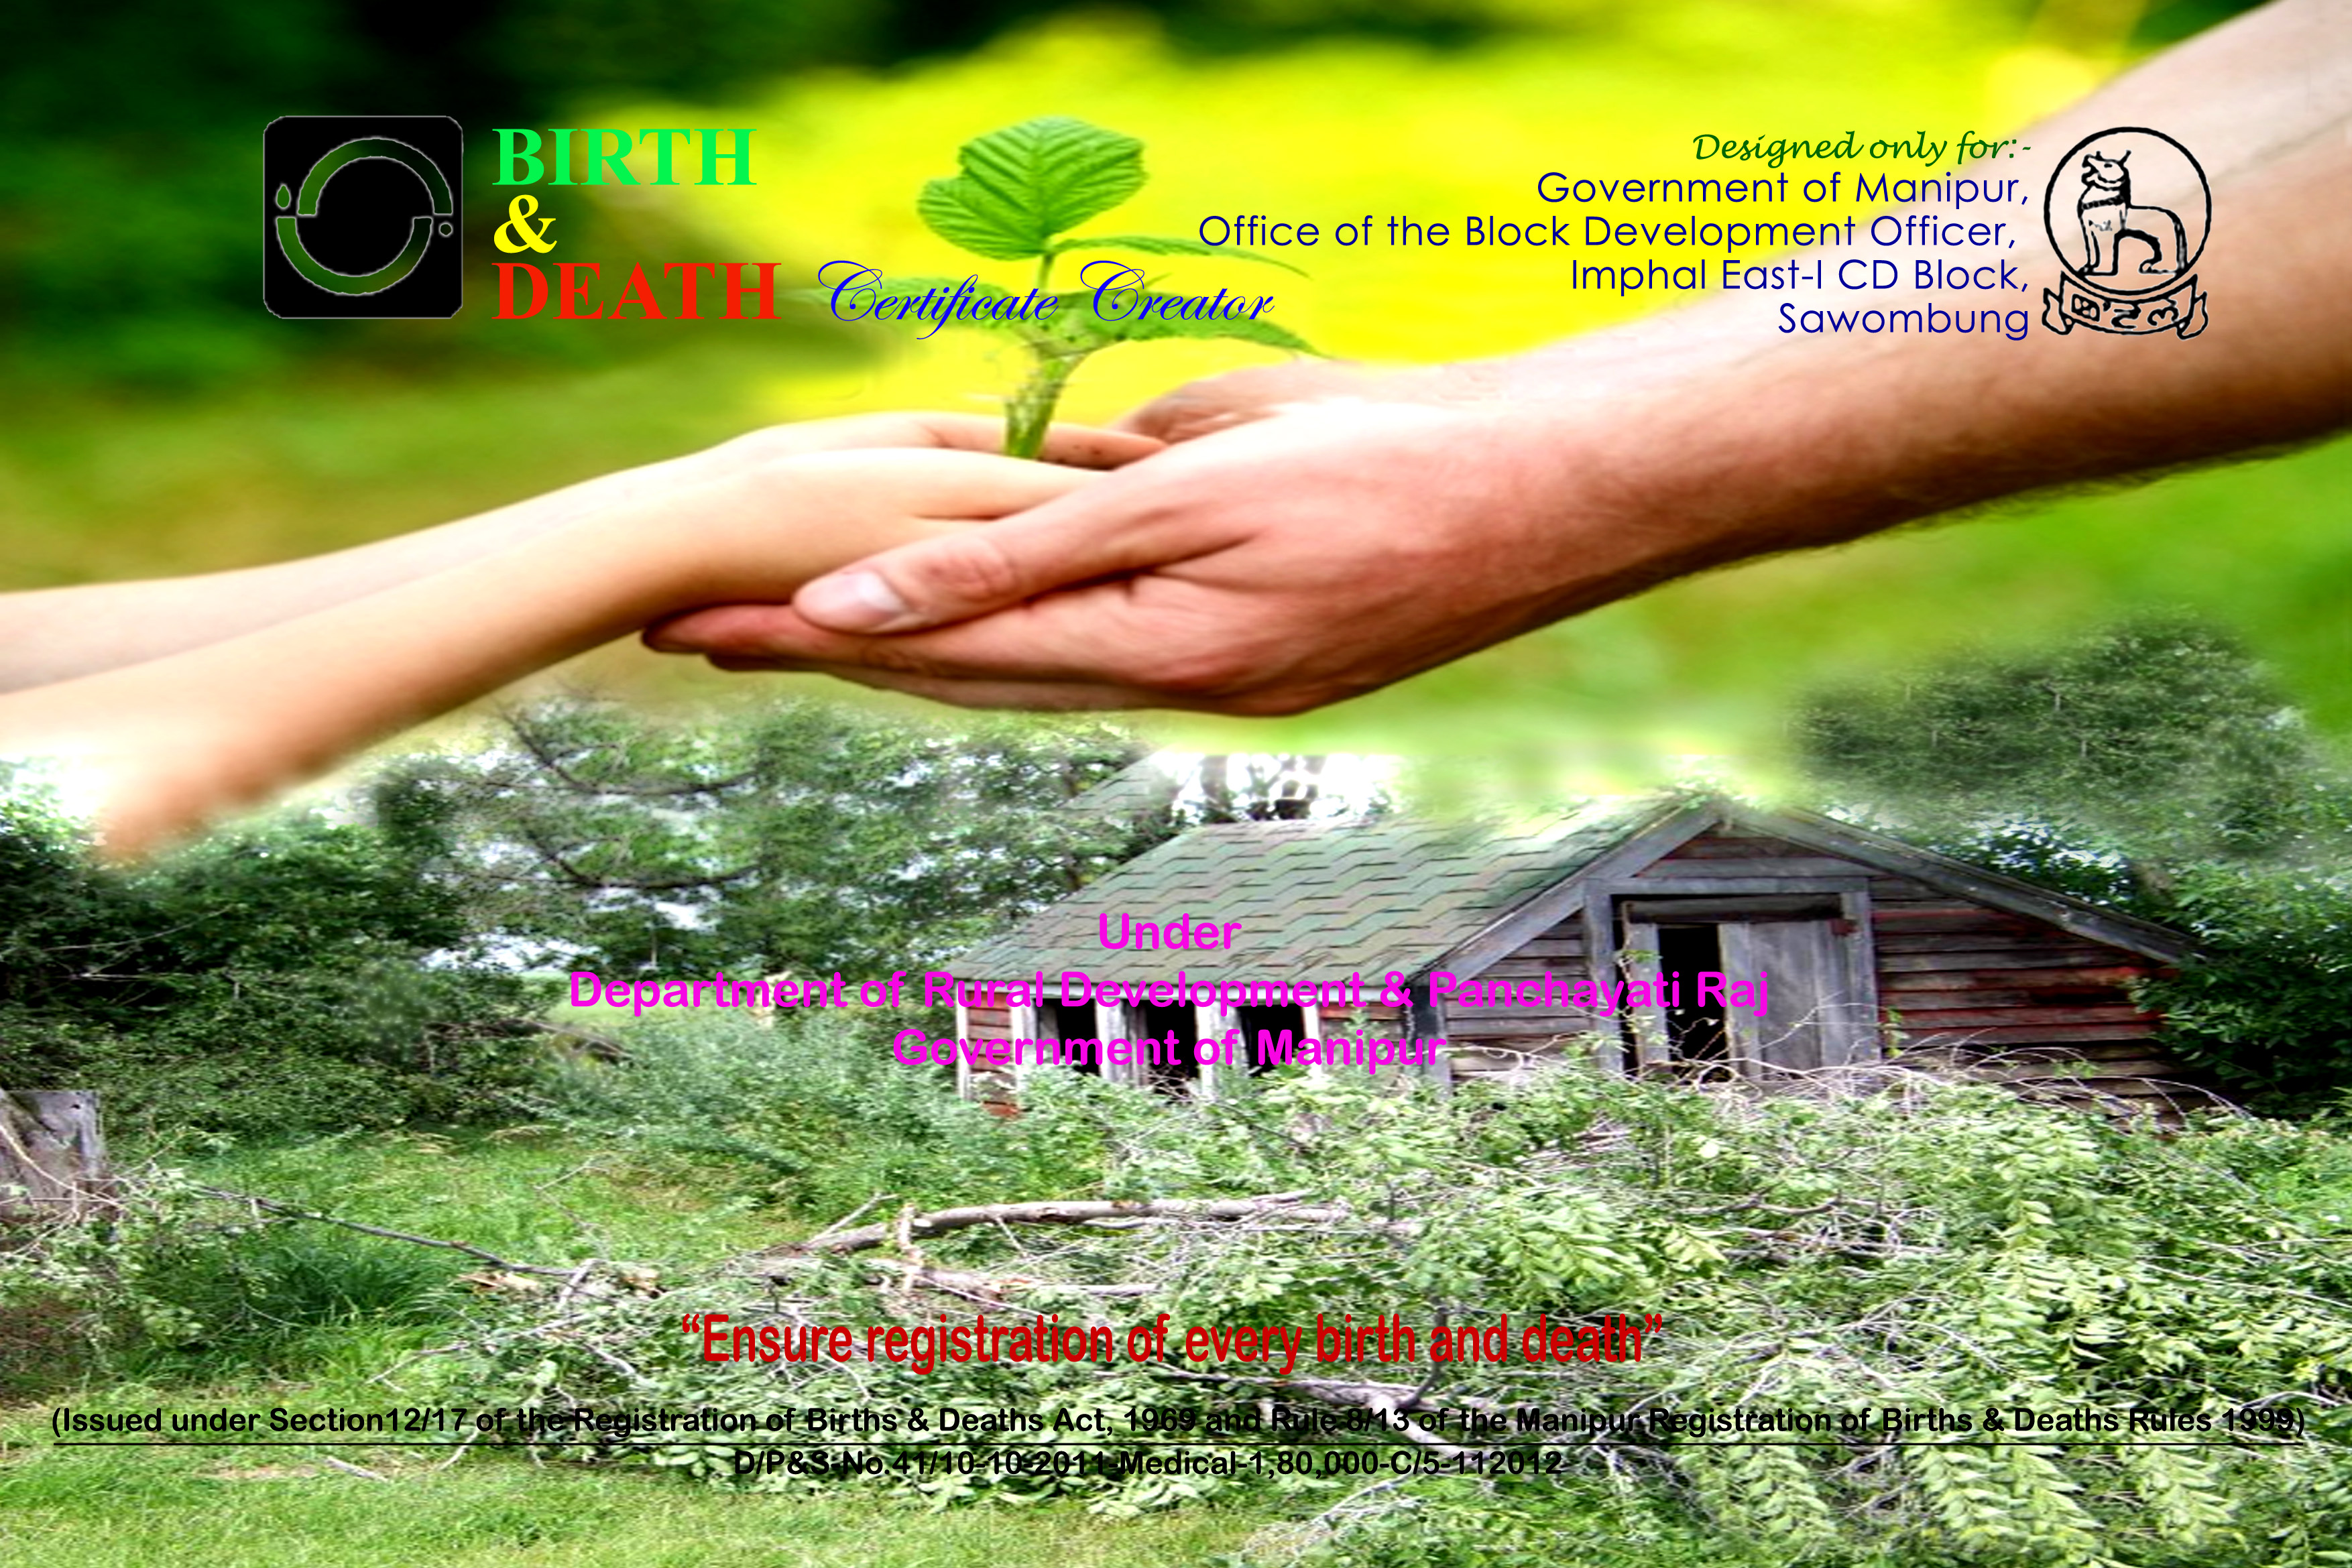 BIRTH
&
DEATH Certificate Creator
Designed only for:-
Government of Manipur,
Office of the Block Development Officer,
Imphal East-I CD Block,
Sawombung
Under
Department of Rural Development & Panchayati Raj
Government of Manipur
“Ensure registration of every birth and death”
(Issued under Section12/17 of the Registration of Births & Deaths Act, 1969 and Rule 8/13 of the Manipur Registration of Births & Deaths Rules 1999)
D/P&S-No.41/10-10-2011-Medical-1,80,000-C/5-112012